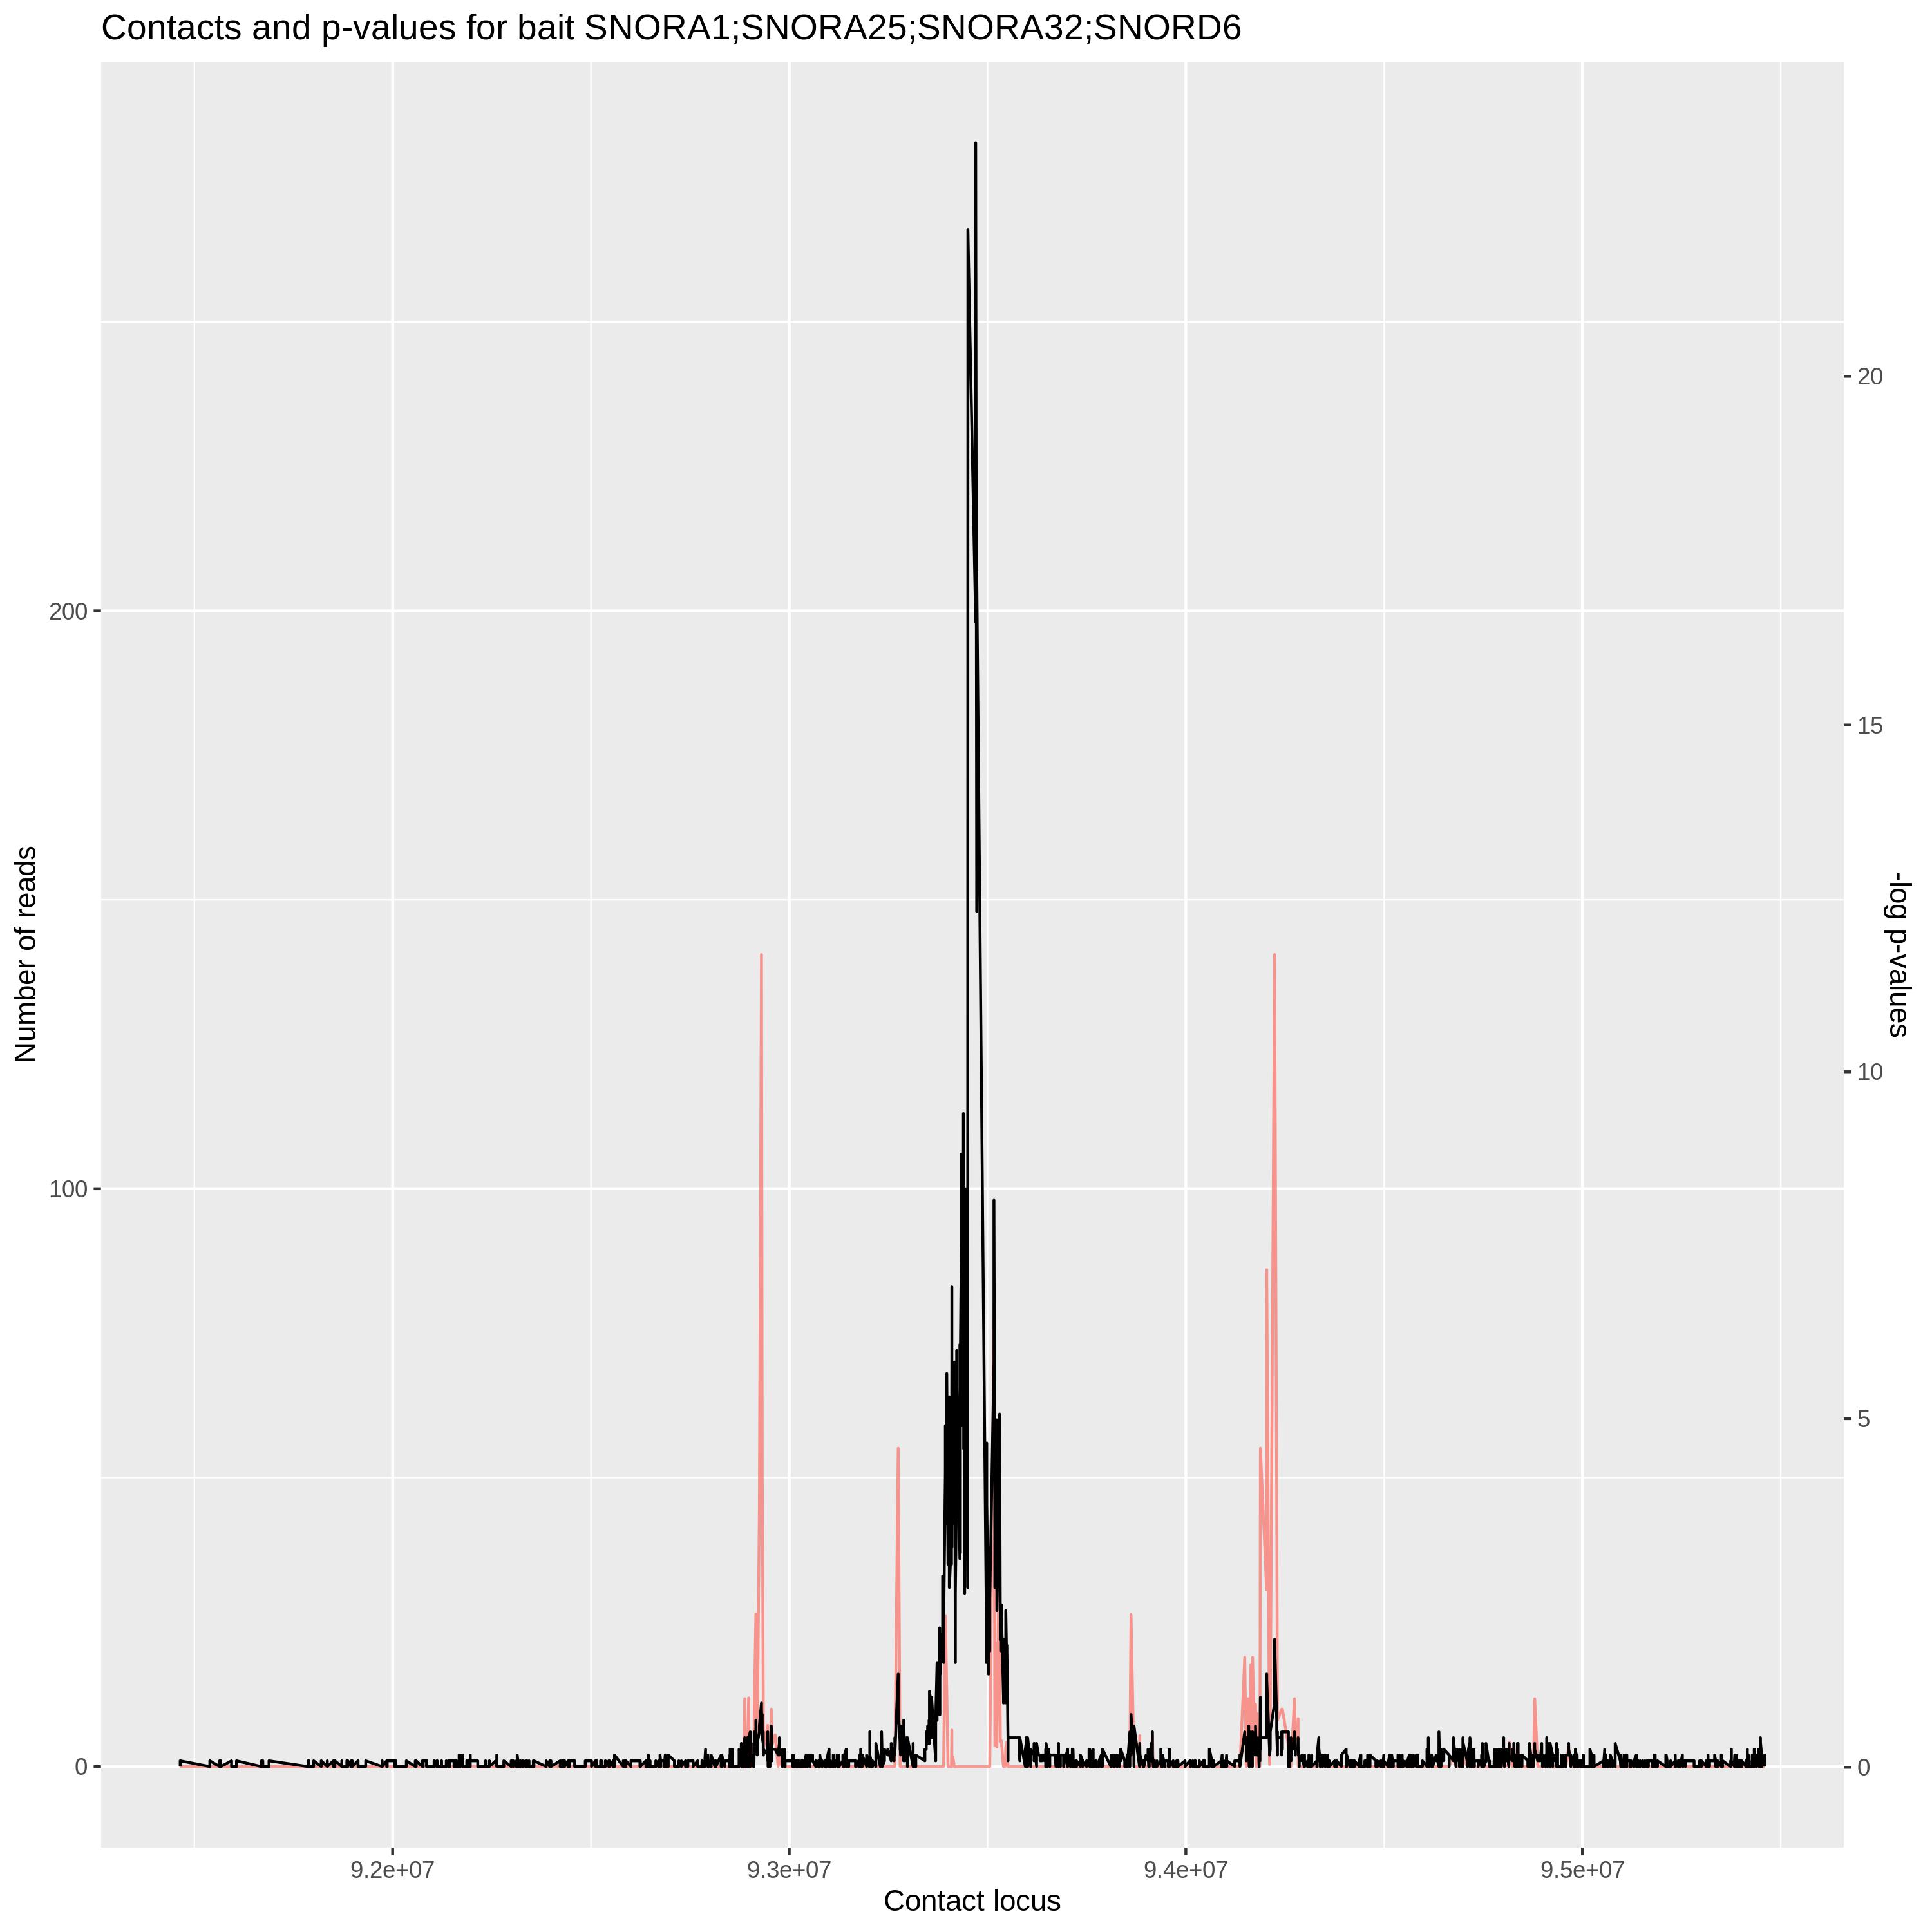 Contacts and p-values for bait SNORA1;SNORA25;SNORA32;SNORD6
Number of reads
200
100
0
20
15
10
5
0
-log p-values
9.2e+07 9.3e+07 9.4e+07 9.5e+07
Contact locus